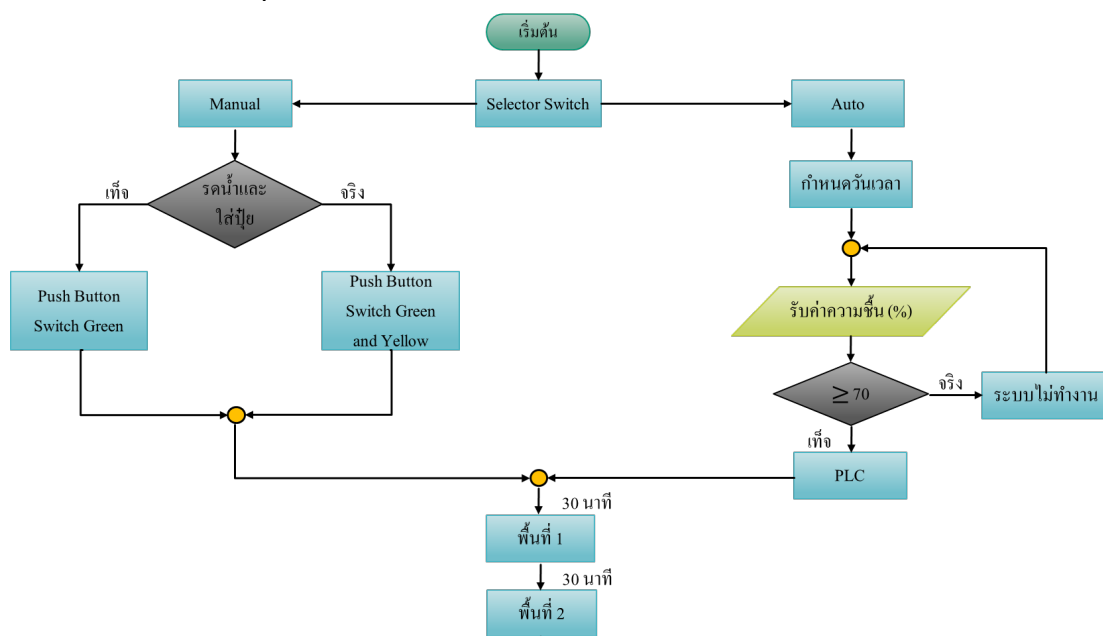 เริ่มต้น
Manual
Selector Switch
Auto
รดน้ำและ
ใส่ปุ๋ย
เท็จ
จริง
กำหนดวันเวลา
Push Button
Switch Green
Push Button
Switch Green
and Yellow
รับค่าความชื้น (%)
≥ 70
จริง
ระบบไม่ทำงาน
เท็จ
PLC
30 นาที
พื้นที่ 1
30 นาที
พื้นที่ 2